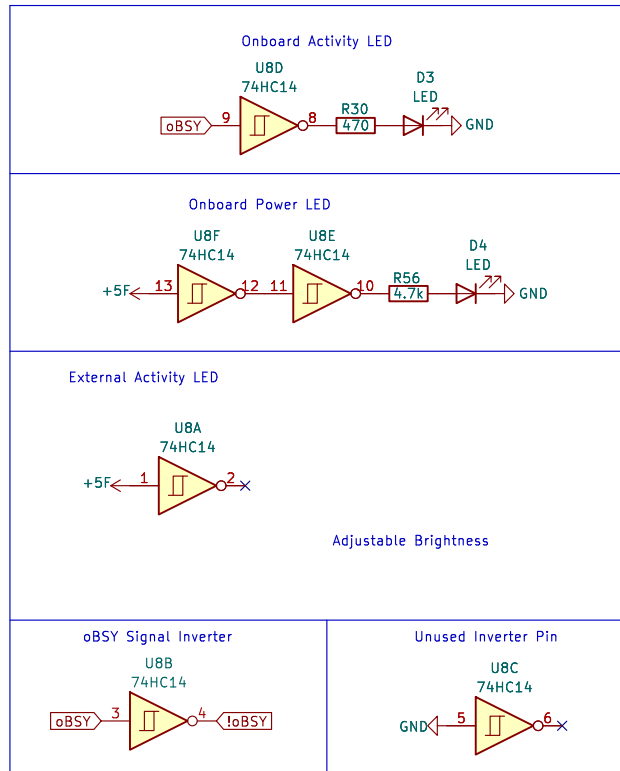 Onboard Activity LED
U8D
74HC14
D3
LED
oBSY 9 8 R30 470 GND
Onboard Power LED
U8F
74HC14
U8E
74HC14
D4
LED
+5F 13 12 11 10 R56 4.7k GND
External Activity LED
U8A
74HC14
+5F 1 2
Adjustable Brightness
oBSY Signal Inverter
U8B
74HC14
oBSY 3 4 !oBSY
Unused Inverter Pin
U8C
74HC14
GND 5 6